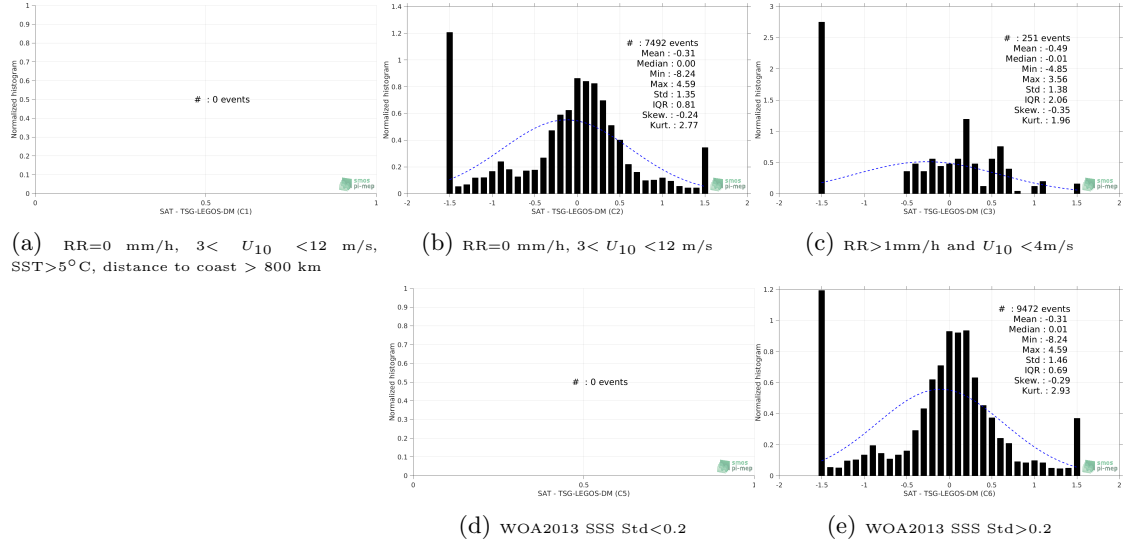 Normalized histogram
1
0.9
0.8
0.7
0.6
0.5
0.4
0.3
0.2
0.1
0
# : 0 events
0 0.5 1
SAT - TSG-LEGOS-DM (C1)
smos
pi-mep
(a) RR=0 mm/h, 3< U10 <12 m/s,
SST>5°C, distance to coast > 800 km
Normalized histogram
1.4
1.2
1
0.8
0.6
0.4
0.2
0
# : 7492 events
Mean : -0.31
Median : 0.00
Min : -8.24
Max : 4.59
Std : 1.35
IQR : 0.81
Skew. : -0.24
Kurt. : 2.77
-2 -1.5 -1 -0.5 0 0.5 1 1.5 2
SAT - TSG-LEGOS-DM (C2)
smos
pi-mep
(b) RR=0 mm/h, 3< U10 <12 m/s
Normalized histogram
3
2.5
2
1.5
1
0.5
0
# : 251 events
Mean : -0.49
Median : -0.01
Min : -4.85
Max : 3.56
Std : 1.38
IQR : 2.06
Skew. : -0.35
Kurt. : 1.96
-2 -1.5 -1 -0.5 0 0.5 1 1.5 2
SAT - TSG-LEGOS-DM (C3)
smos
pi-mep
(c) RR>1mm/h and U10 <4m/s
Normalized histogram
1
0.9
0.8
0.7
0.6
0.5
0.4
0.3
0.2
0.1
0
# : 0 events
0 0.5 1
SAT - TSG-LEGOS-DM (C5)
smos
pi-mep
(d) WOA2013 SSS Std<0.2
Normalized histogram
1.2
1
0.8
0.6
0.4
0.2
0
# : 9472 events
Mean : -0.31
Median : 0.01
Min : -8.24
Max : 4.59
Std : 1.46
IQR : 0.69
Skew. : -0.29
Kurt. : 2.93
-2 -1.5 -1 -0.5 0 0.5 1 1.5 2
SAT - TSG-LEGOS-DM (C6)
smos
pi-mep
(e) WOA2013 SSS Std>0.2